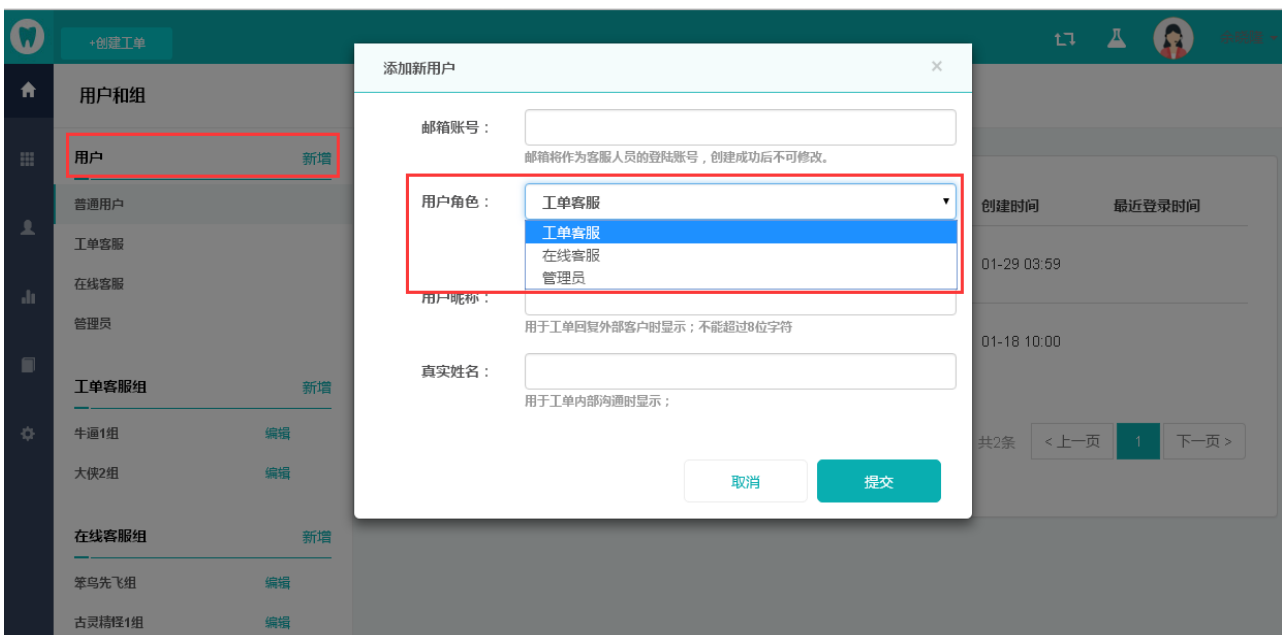 +创建工单
用户和组
用户 新增
普通用户
工单客服
在线客服
管理员
工单客服组 新增
牛逼1组 编辑
大侠2组 编辑
在线客服组 新增
笨鸟先飞组 编辑
古灵精怪1组 编辑
添加新用户 ×
邮箱账号：
邮箱将作为客服人员的登陆账号，创建成功后不可修改。
用户角色： 工单客服
工单客服
在线客服
管理员
用户昵称：
用于工单回复外部客户时显示；不能超过8位字符
真实姓名：
用于工单内部沟通时显示；
取消 提交
创建时间 最近登录时间
01-29 03:59
01-18 10:00
共2条 <上一页 1 下一页>